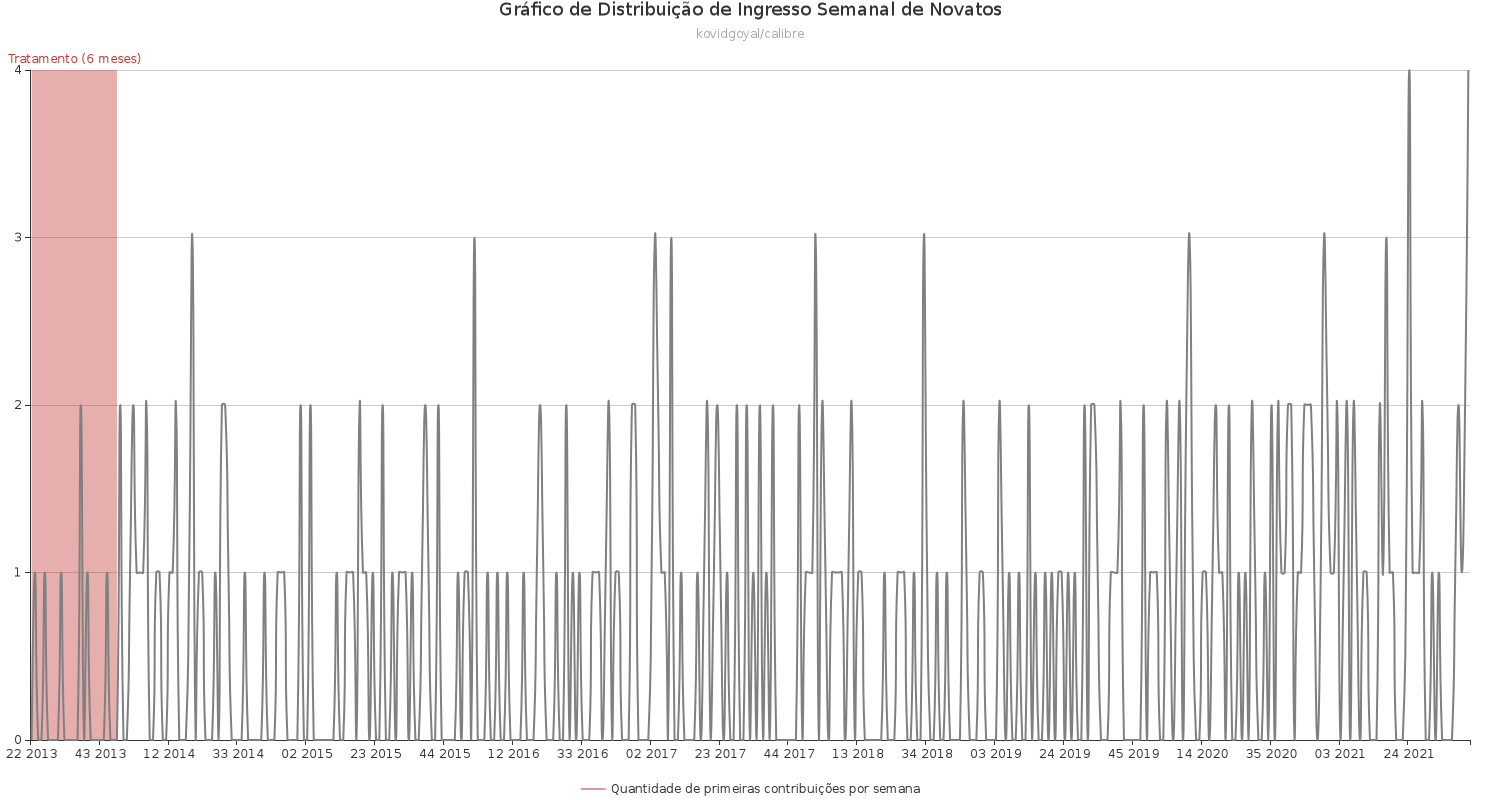 Gráfico de Distribuição de Ingresso Semanal de Novatos
kovidgoyal/calibre
Tratamento (6 meses)
4
3
2
1
0
22 2013 43 2013 12 2014 33 2014 02 2015 23 2015 44 2015 12 2016 33 2016 02 2017 23 2017 44 2017 13 2018 34 2018 03 2019 24 2019 45 2019 14 2020 35 2020 03 2021 24 2021
Quantidade de primeiras contribuições por semana